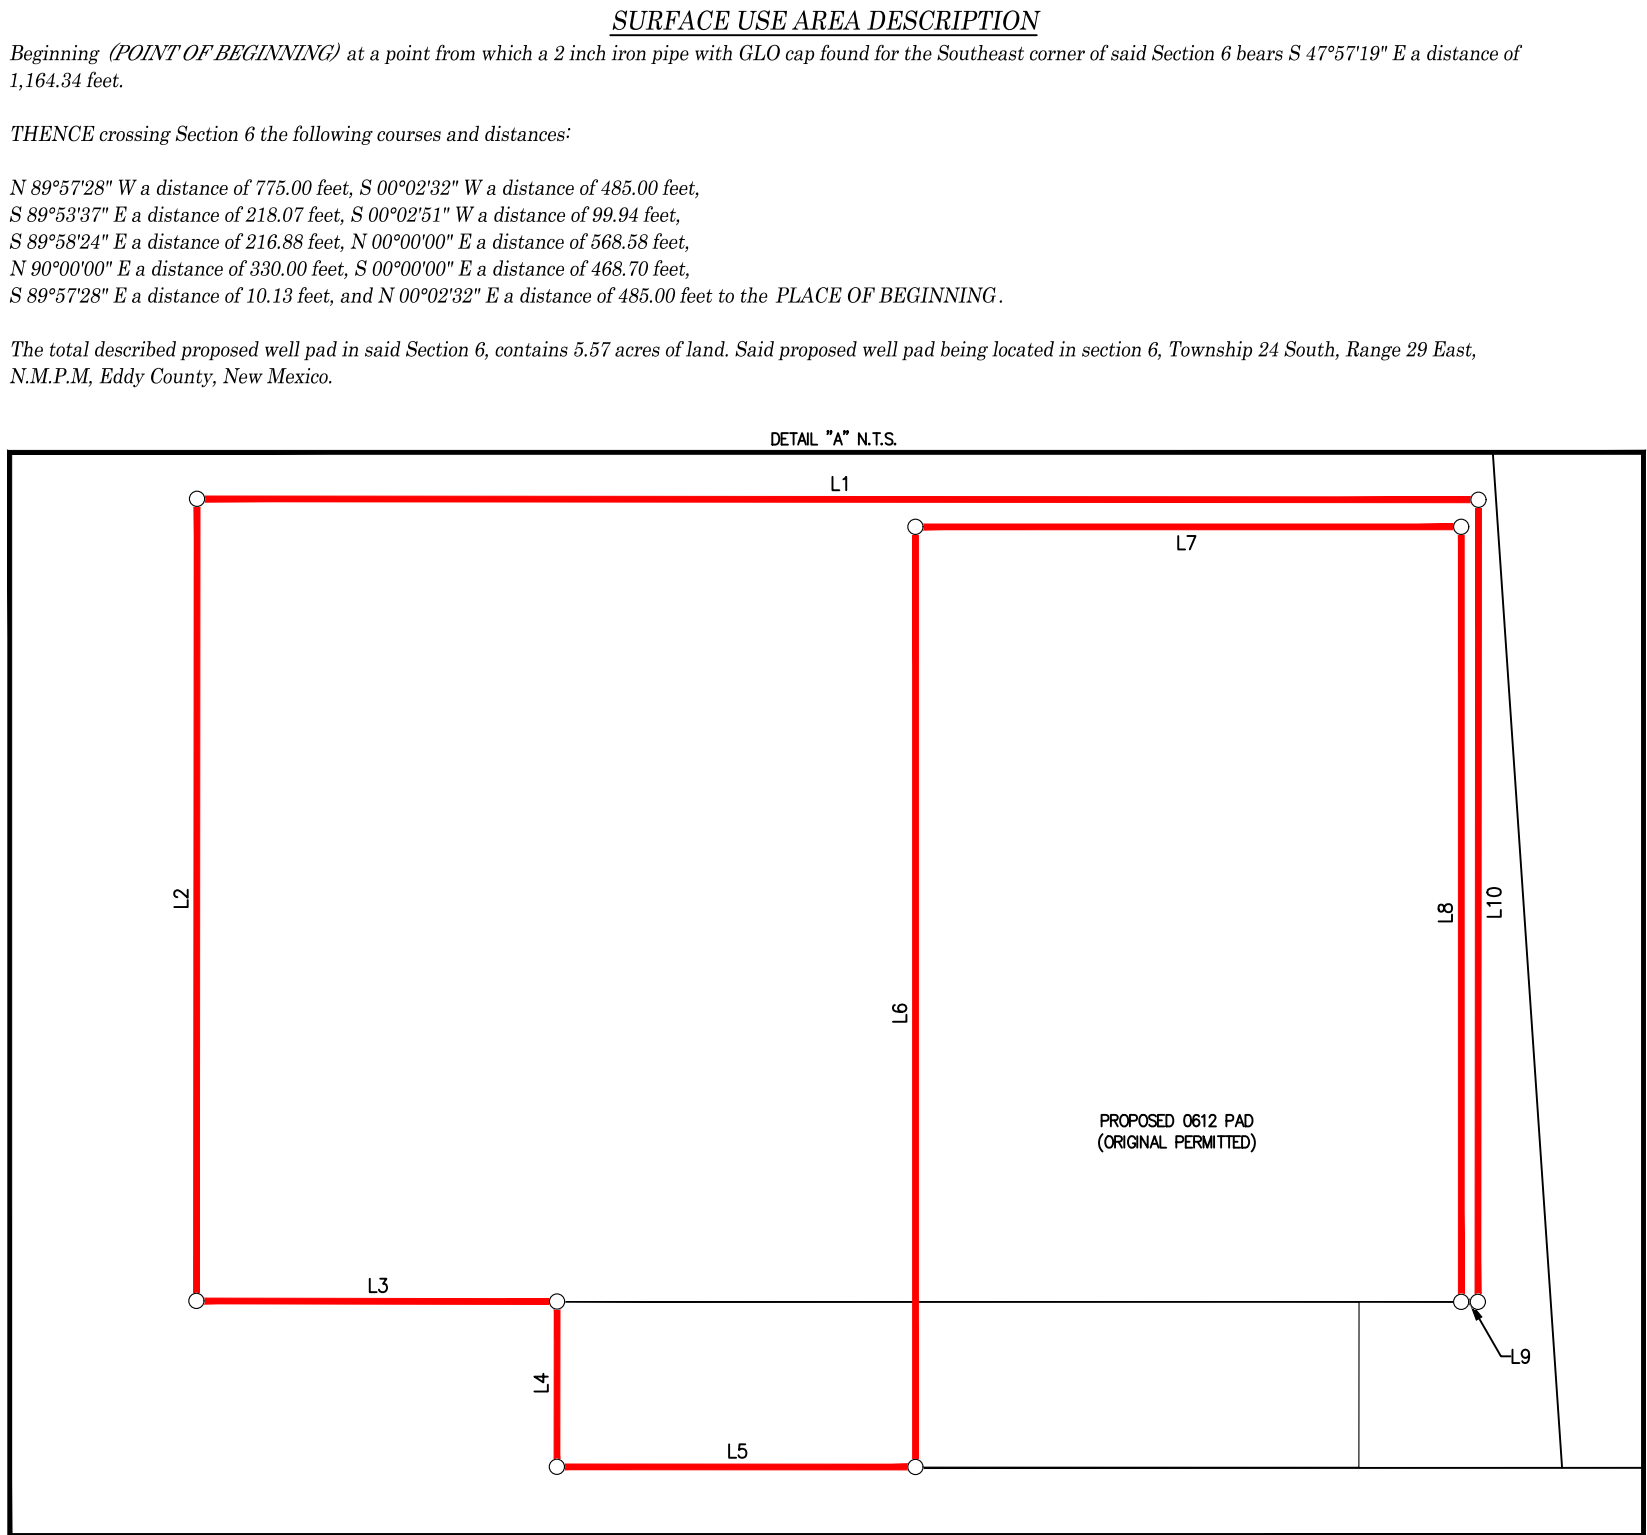 SURFACE USE AREA DESCRIPTION
Beginning (POINT OF BEGINNING) at a point from which a 2 inch iron pipe with GLO cap found for the Southeast corner of said Section 6 bears S 47°57'19" E a distance of
1,164.34 feet.
THENCE crossing Section 6 the following courses and distances:
N 89°57'28" W a distance of 775.00 feet, S 00°02'32" W a distance of 485.00 feet,
S 89°53'37" E a distance of 218.07 feet, S 00°02'51" W a distance of 99.94 feet,
S 89°58'24" E a distance of 216.88 feet, N 00°00'00" E a distance of 568.58 feet,
N 90°00'00" E a distance of 330.00 feet, S 00°00'00" E a distance of 468.70 feet,
S 89°57'28" E a distance of 10.13 feet, and N 00°02'32" E a distance of 485.00 feet to the PLACE OF BEGINNING.
The total described proposed well pad in said Section 6, contains 5.57 acres of land. Said proposed well pad being located in section 6, Township 24 South, Range 29 East,
N.M.P.M, Eddy County, New Mexico.
DETAIL "A" N.T.S.
L1
L7
L2
L8
L10
L6
PROPOSED 0612 PAD
(ORIGINAL PERMITTED)
L3
L9
L4
L5